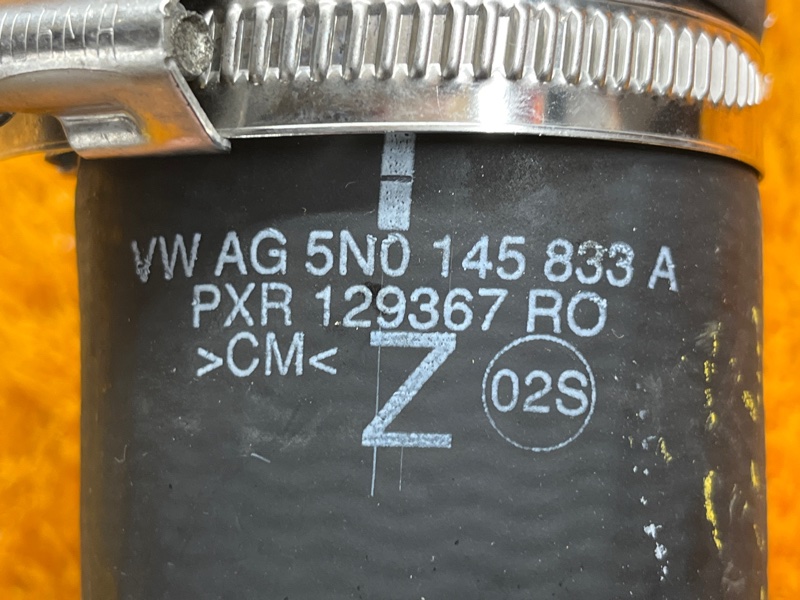 VW AG 5N0 145 833 A
PXR 129367 RO
>CM<
Z
02S